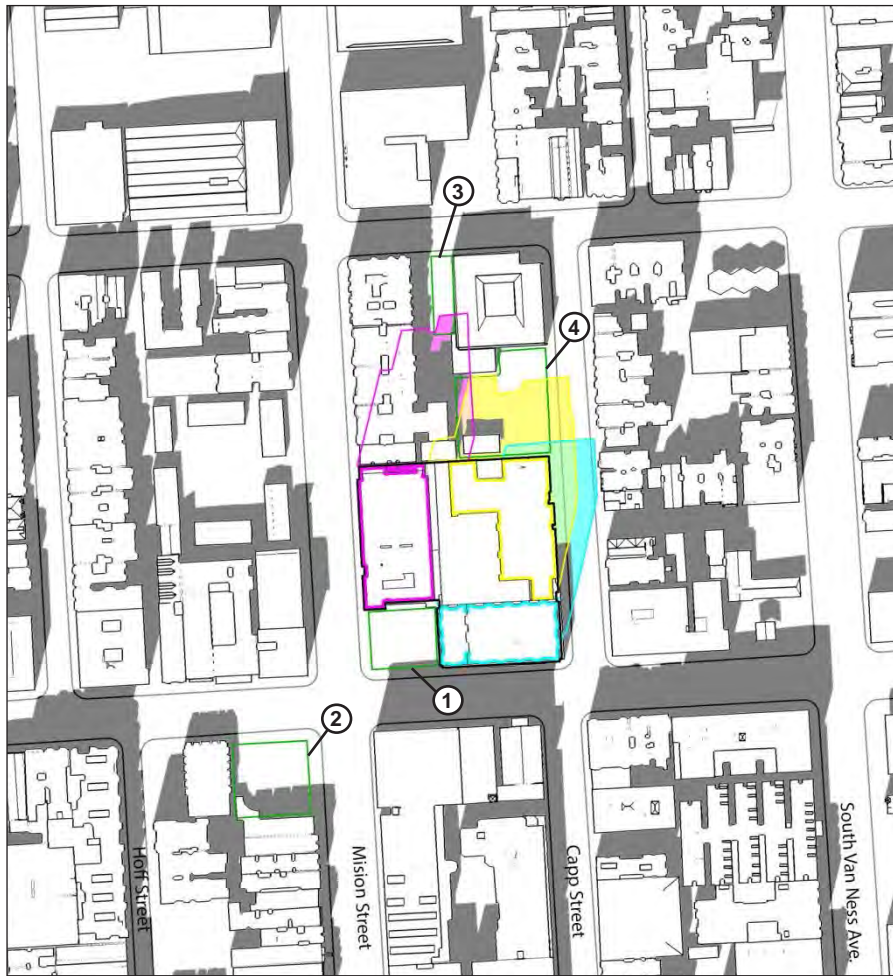 3
4
1
2
Hoff Street
Mision Street
Capp Street
South Van Ness Ave.